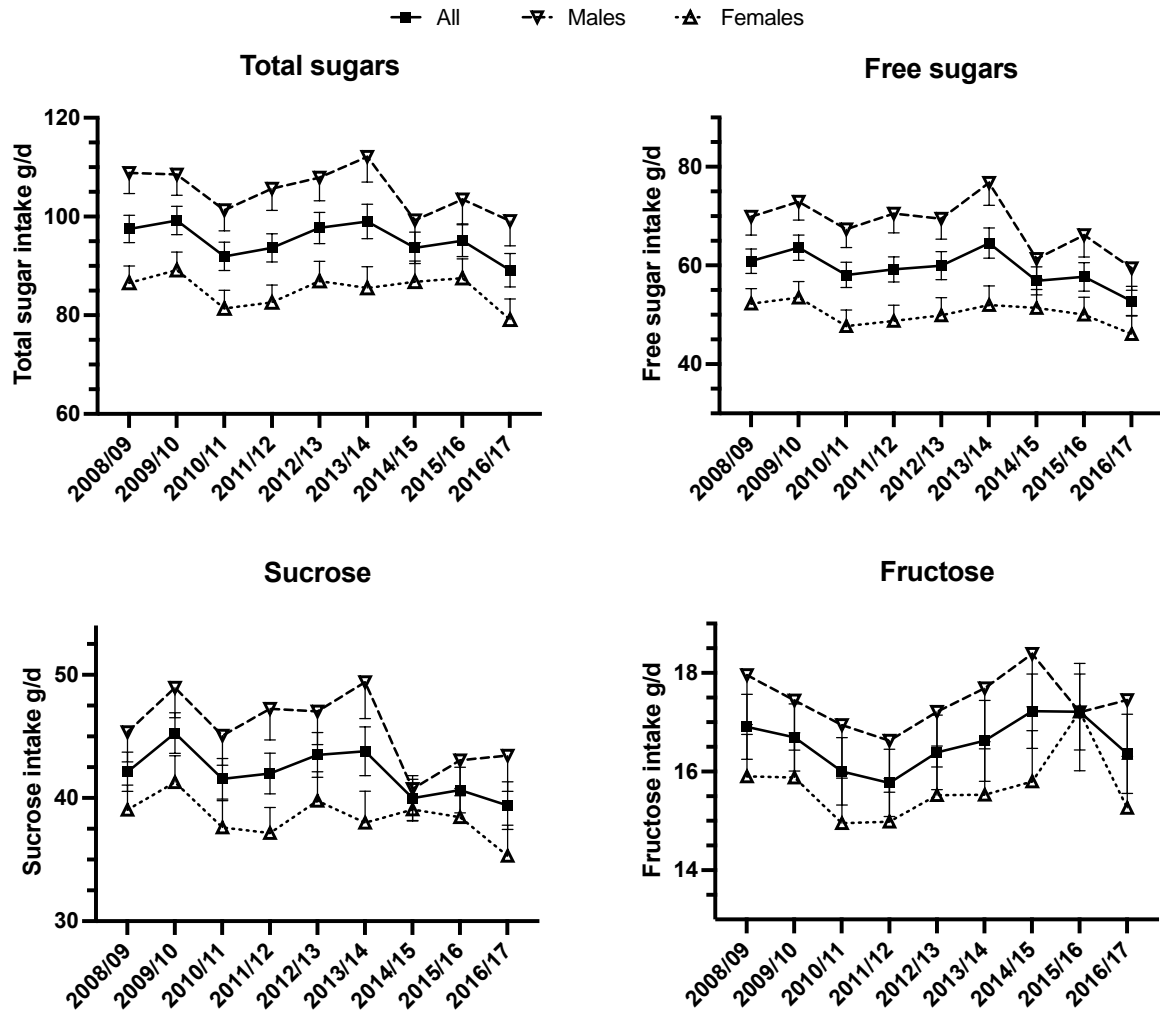 All Males Females
Total sugars
Total sugar intake g/d
120
100
80
60
2008/09 2009/10 2010/11 2011/12 2012/13 2013/14 2014/15 2015/16 2016/17
Free sugars
Free sugar intake g/d
80
60
40
2008/09 2009/10 2010/11 2011/12 2012/13 2013/14 2014/15 2015/16 2016/17
Sucrose
Sucrose intake g/d
50
40
30
2008/09 2009/10 2010/11 2011/12 2012/13 2013/14 2014/15 2015/16 2016/17
Fructose
Fructose intake g/d
18
16
14
2008/09 2009/10 2010/11 2011/12 2012/13 2013/14 2014/15 2015/16 2016/17